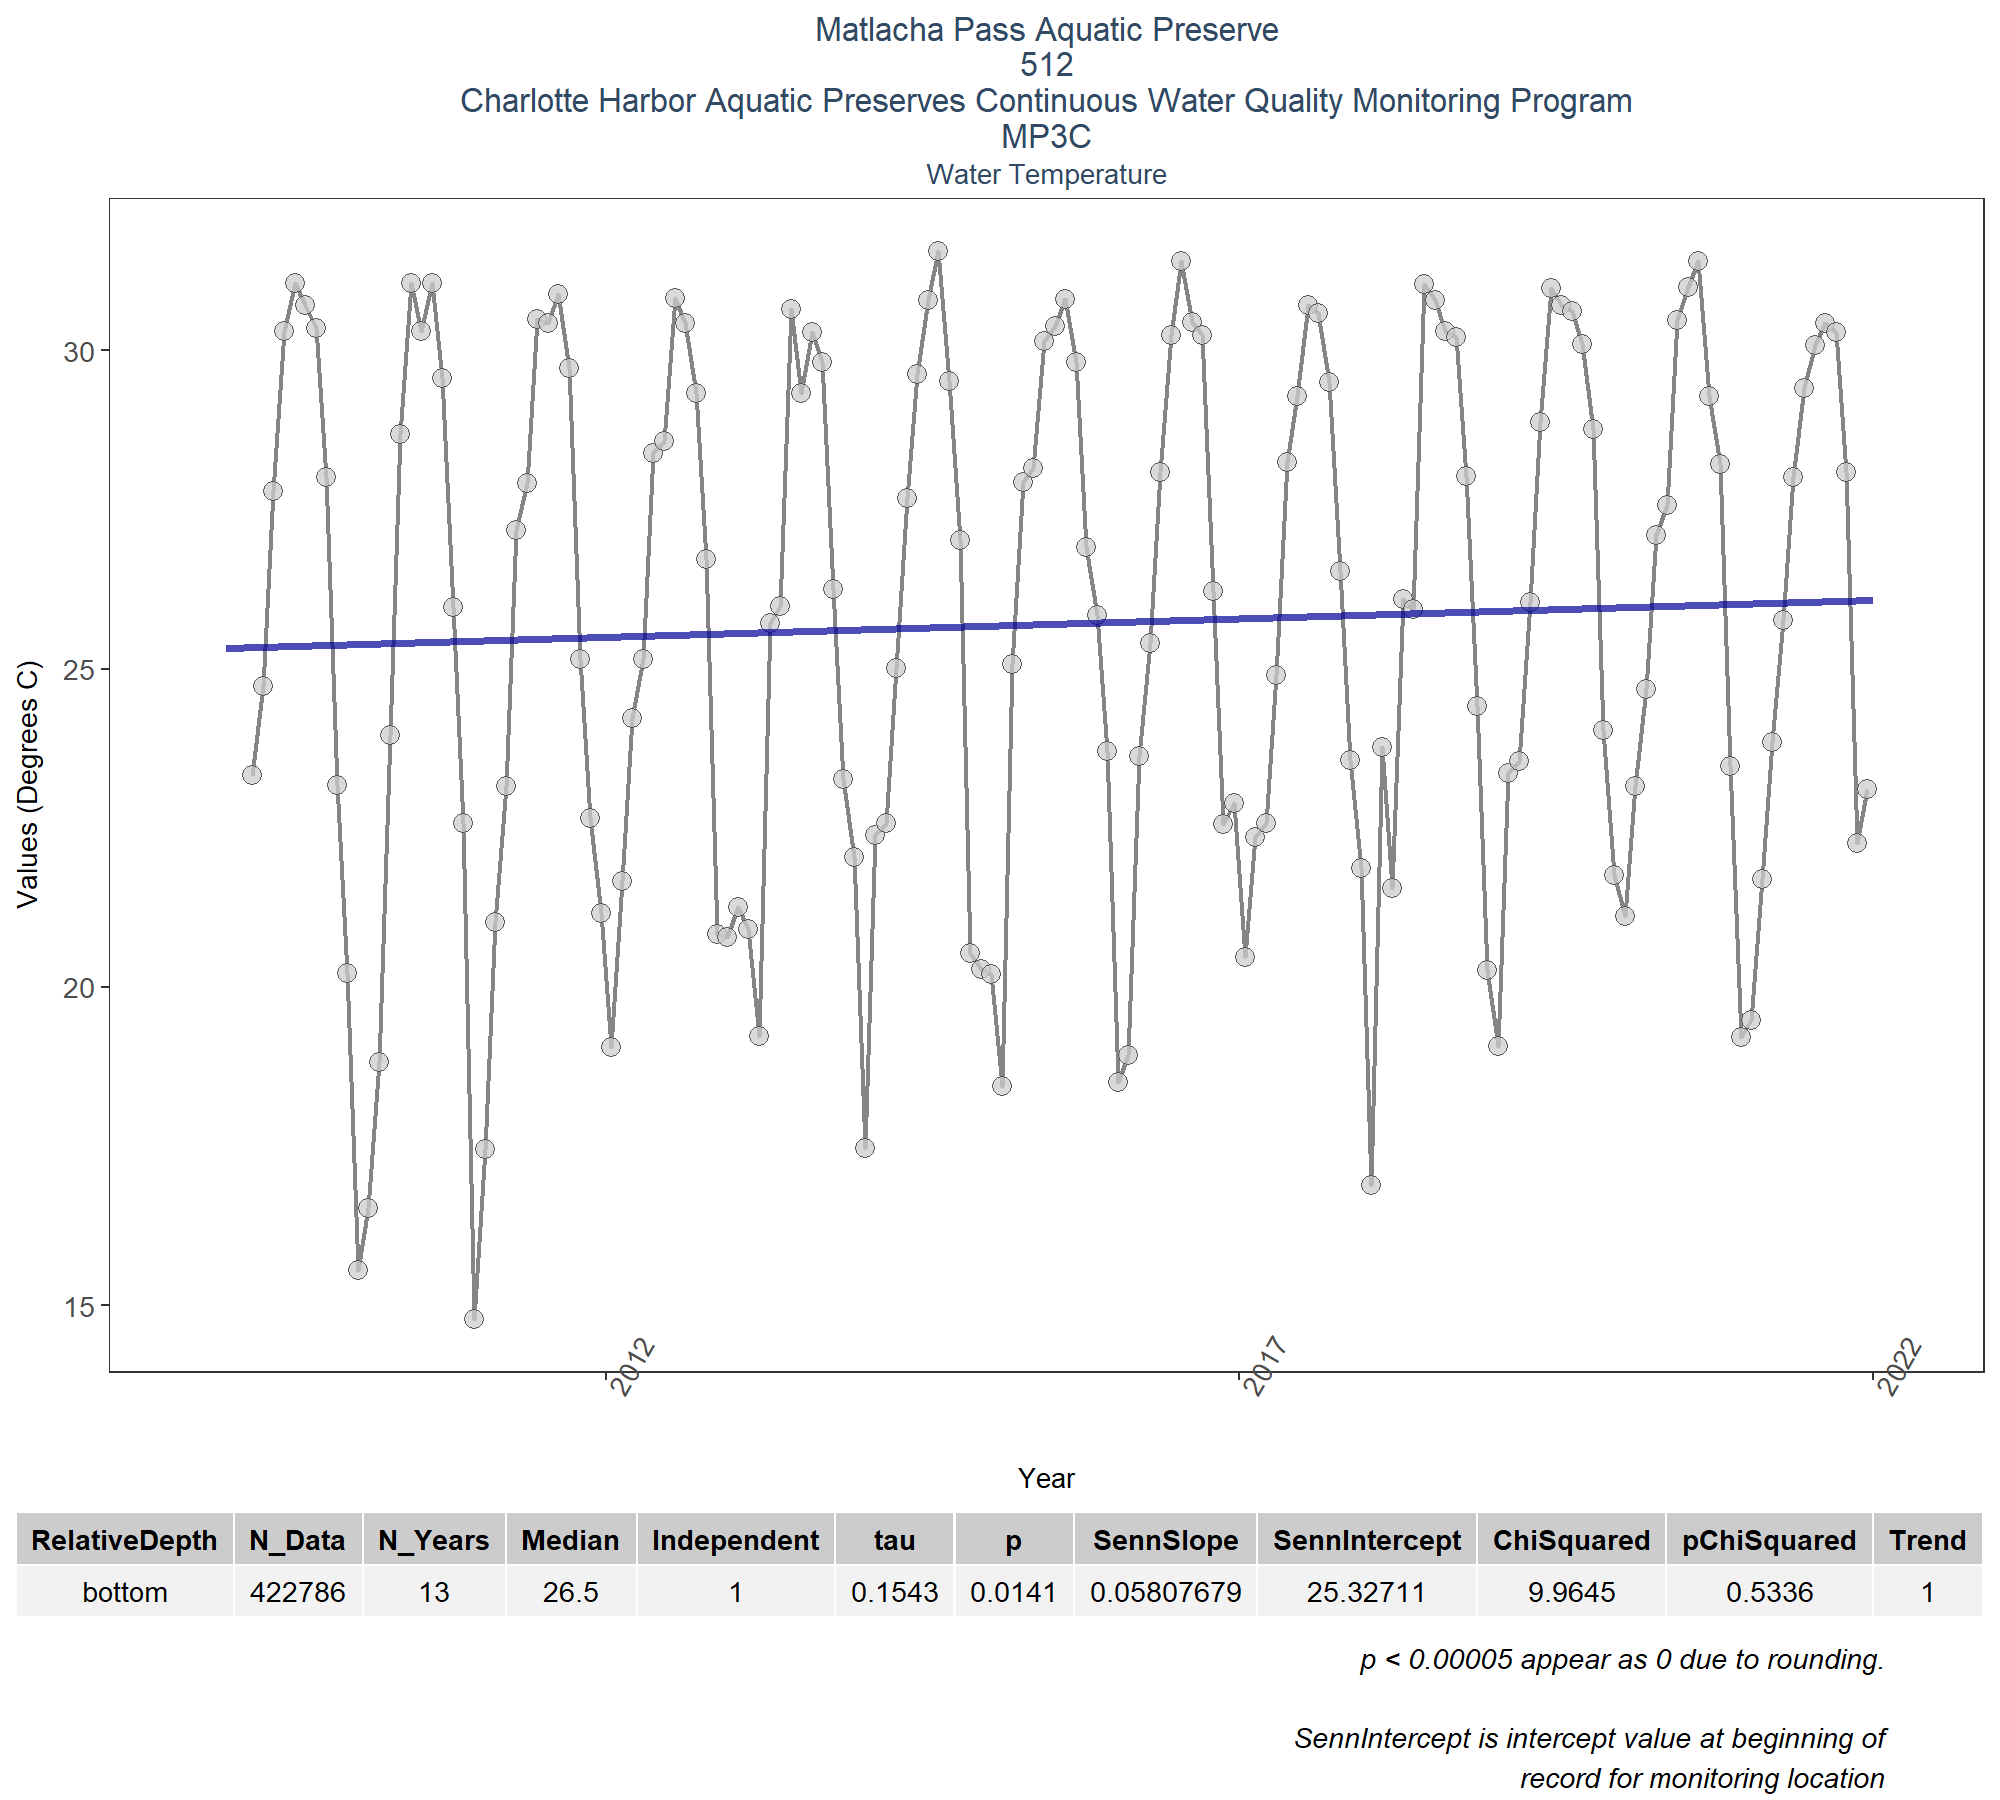 Matlacha Pass Aquatic Preserve
512
Charlotte Harbor Aquatic Preserves Continuous Water Quality Monitoring Program
MP3C
Water Temperature
Values (Degrees C)
30
25
20
15
2012
2017
2022
Year
RelativeDepth N_Data N_Years Median Independent tau p SennSlope SennIntercept ChiSquared pChiSquared Trend
bottom 422786 13 26.5 1 0.1543 0.0141 0.05807679 25.32711 9.9645 0.5336 1
p < 0.00005 appear as 0 due to rounding.
SennIntercept is intercept value at beginning of
record for monitoring location